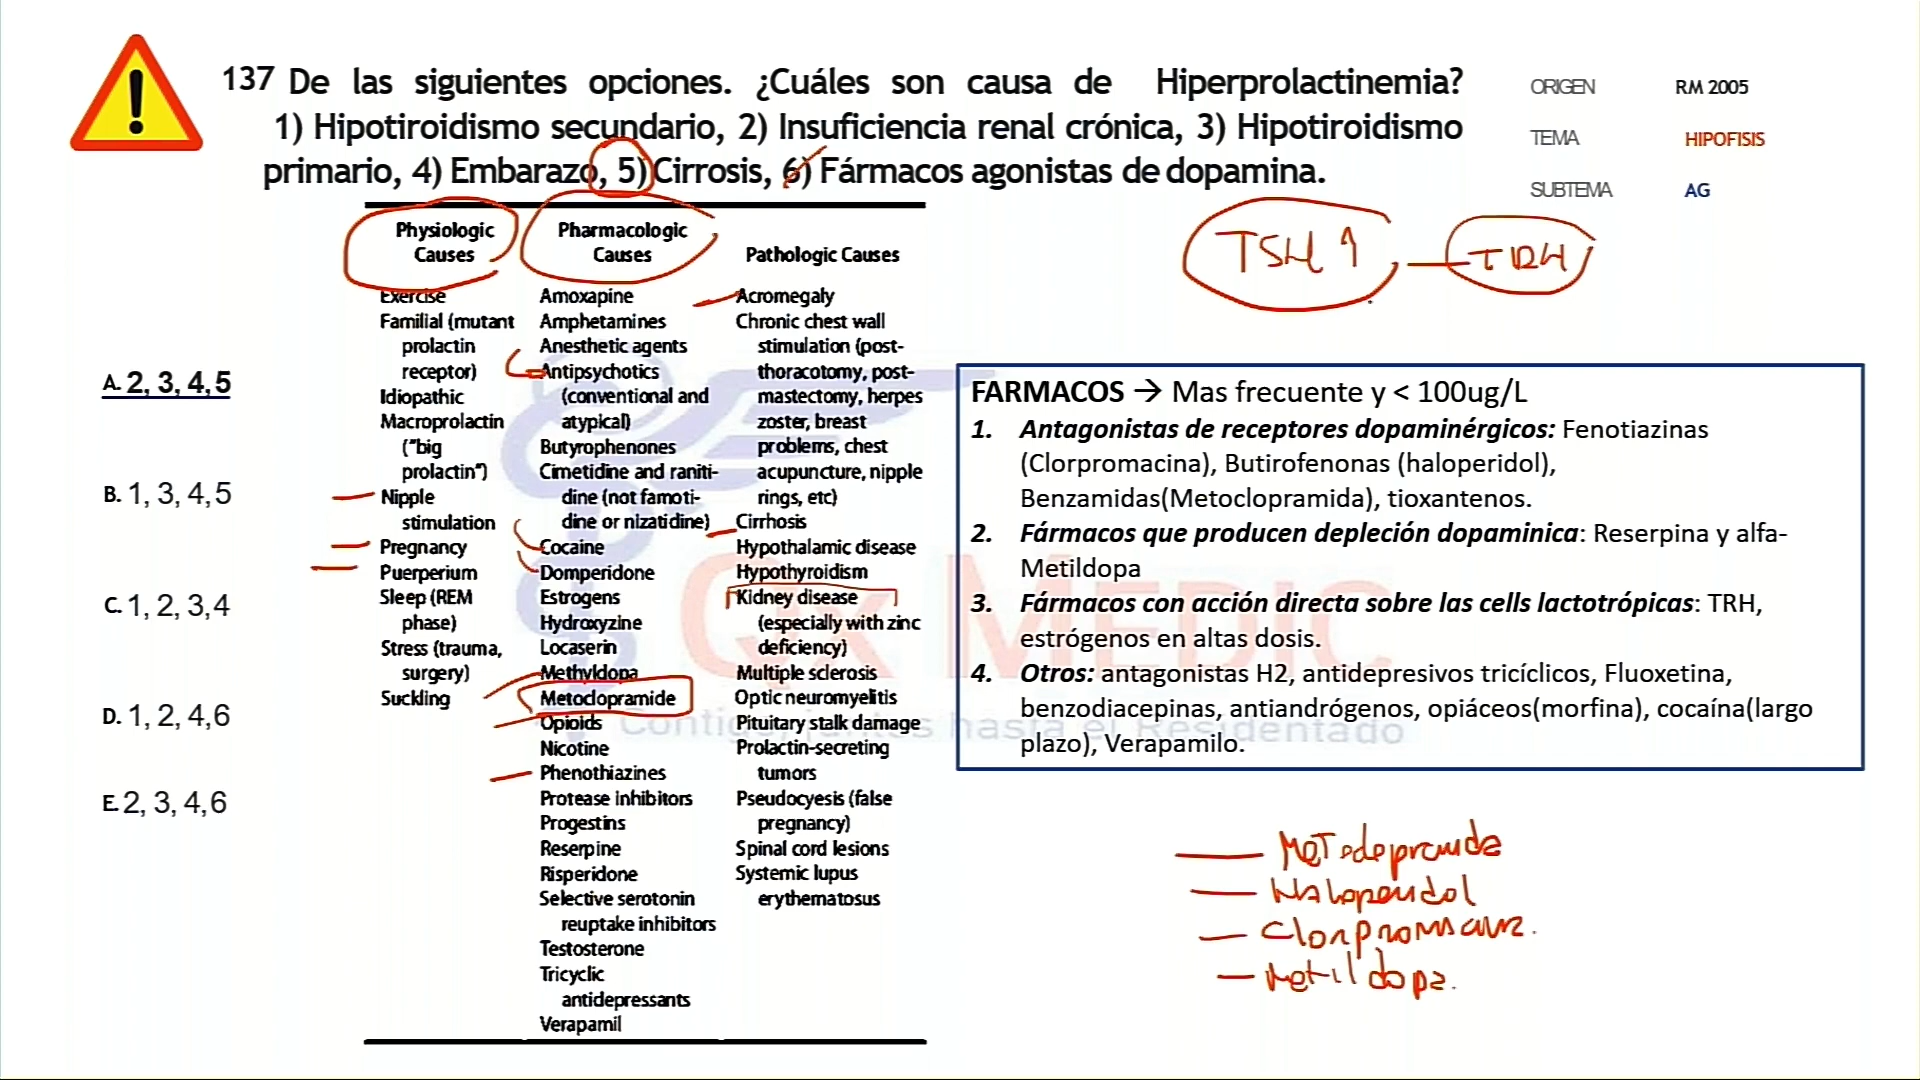 137 De las siguientes opciones. ¿Cuáles son causa de Hiperprolactinemia?
1) Hipotiroidismo secundario, 2) Insuficiencia renal crónica, 3) Hipotiroidismo
primario, 4) Embarazo, 5) Cirrosis, 6) Fármacos agonistas de dopamina.
ORIGEN RM 2005
TEMA HIPOFISIS
SUBTEMA AG
A. 2, 3, 4,5
B. 1, 3, 4,5
C. 1, 2, 3,4
D. 1, 2, 4,6
E. 2, 3, 4,6
Physiologic
Causes
Exercise
Familial (mutant
prolactin
receptor)
Idiopathic
Macroprolactin
("big
prolactin")
Nipple
stimulation
Pregnancy
Puerperium
Sleep (REM
phase)
Stress (trauma,
surgery)
Suckling
Pharmacologic
Causes
Amoxapine
Amphetamines
Anesthetic agents
Antipsychotics
(conventional and
atypical)
Butyrophenones
Cimetidine and raniti-
dine (not famoti-
dine or nizatidine)
Cocaine
Domperidone
Estrogens
Hydroxyzine
Locaserin
Methyldopa
Metoclopramide
Opioids
Nicotine
Phenothiazines
Protease inhibitors
Progestins
Reserpine
Risperidone
Selective serotonin
reuptake inhibitors
Testosterone
Tricyclic
antidepressants
Verapamil
Pathologic Causes
Acromegaly
Chronic chest wall
stimulation (post-
thoracotomy, post-
mastectomy, herpes
zoster, breast
problems, chest
acupuncture, nipple
rings, etc)
Cirrhosis
Hypothalamic disease
Hypothyroidism
Kidney disease
(especially with zinc
deficiency)
Multiple sclerosis
Optic neuromyelitis
Pituitary stalk damage
Prolactin-secreting
tumors
Pseudocyesis (false
pregnancy)
Spinal cord lesions
Systemic lupus
erythematosus
TSH ↑ — TRH
FARMACOS → Mas frecuente y < 100ug/L
1. Antagonistas de receptores dopaminérgicos: Fenotiazinas
(Clorpromacina), Butirofenonas (haloperidol),
Benzamidas(Metoclopramida), tioxantenos.
2. Fármacos que producen depleción dopaminica: Reserpina y alfa-
Metildopa
3. Fármacos con acción directa sobre las cells lactotrópicas: TRH,
estrógenos en altas dosis.
4. Otros: antagonistas H2, antidepresivos tricíclicos, Fluoxetina,
benzodiacepinas, antiandrógenos, opiáceos(morfina), cocaína(largo
plazo), Verapamilo.
Qx MEDIC
hasta el Residentado
— Haloperidol
— Metildopa.